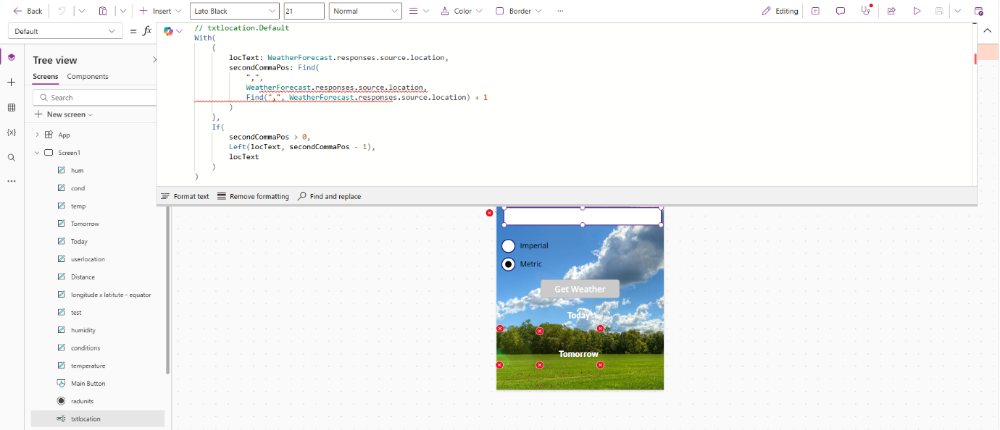 Back
Insert
Lato Black
21
Normal
Color
Border
...
Editing
Default
= fx
// txtlocation.Default
With(
{
locText: WeatherForecast.responses.source.location,
secondCommaPos: Find(
",",
WeatherForecast.responses.source.location,
Find(",", WeatherForecast.responses.source.location) + 1
)
},
If(
secondCommaPos > 0,
Left(locText, secondCommaPos - 1),
locText
)
)
Format text
Remove formatting
Find and replace
Tree view
Screens
Components
Search
New screen
{x}
App
Screen1
hum
cond
temp
Tomorrow
Today
userlocation
Distance
longitude x latitute - equator
test
humidity
conditions
temperature
Main Button
radunits
txtlocation
Imperial
Metric
Get Weather
Today
Tomorrow